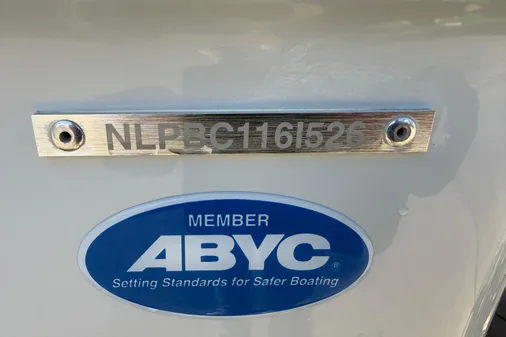 NLPBC116I526
MEMBER
ABYC®
Setting Standards for Safer Boating